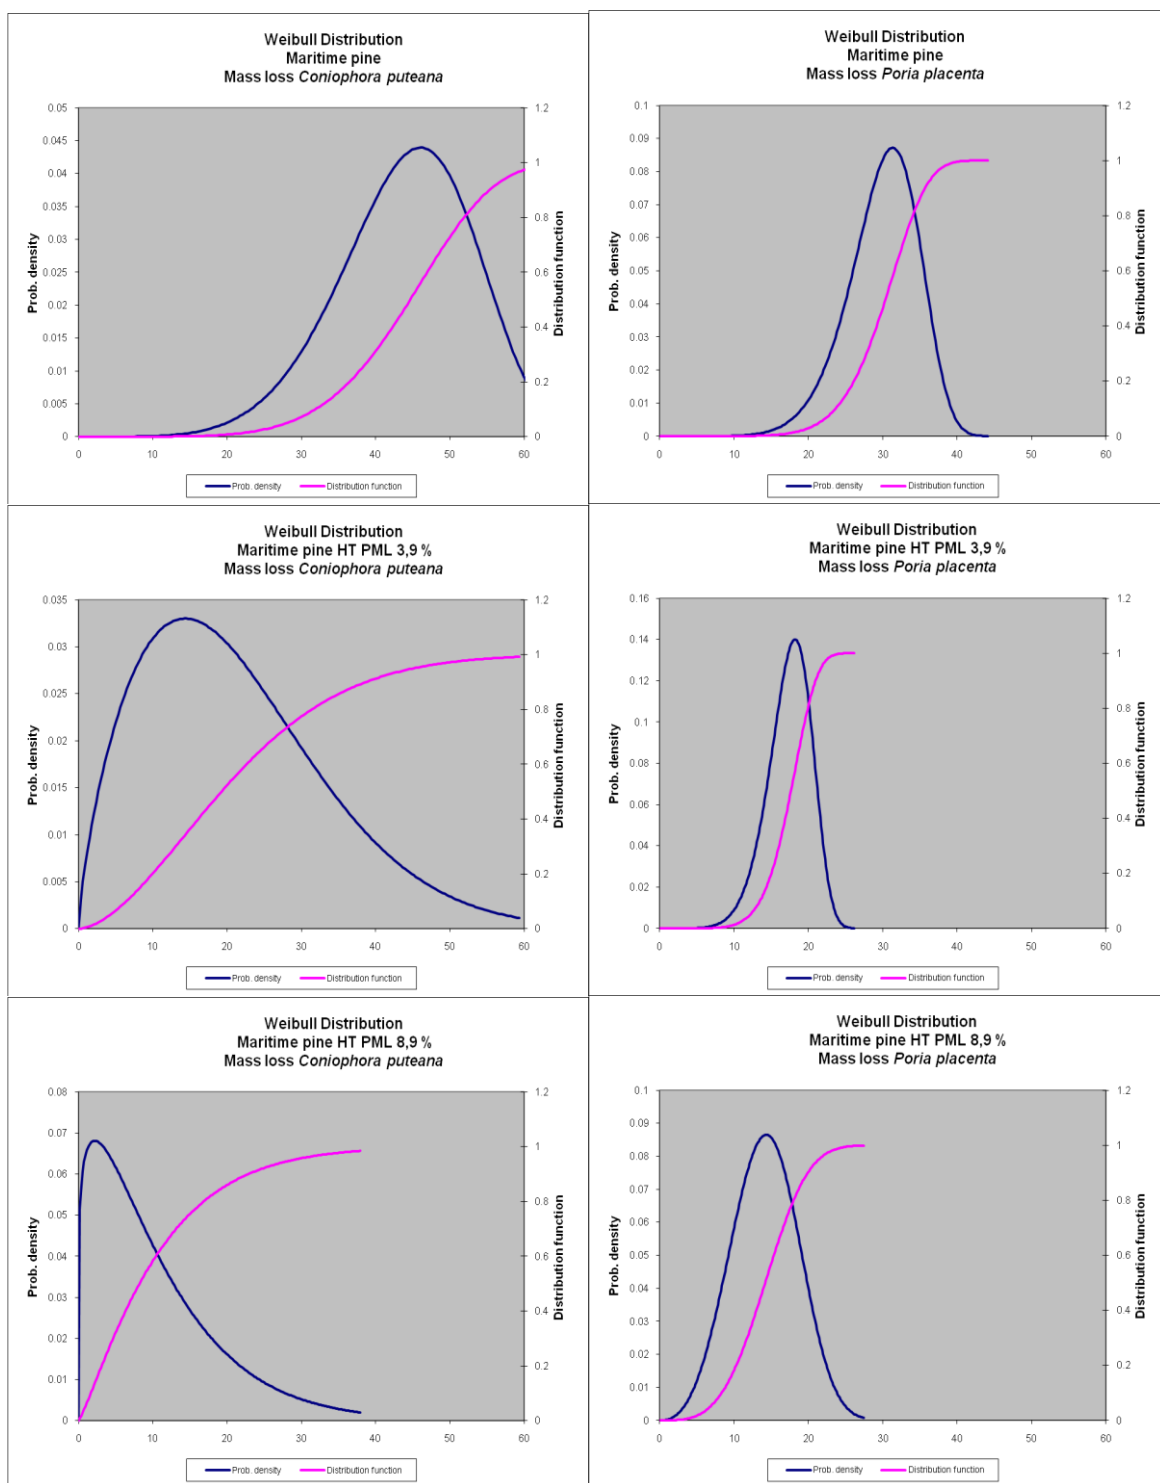 Weibull Distribution
Maritime pine
Mass loss Coniophora puteana
0.05
0.045
0.04
0.035
0.03
0.025
0.02
0.015
0.01
0.005
0
Prob. density
1.2
1
0.8
0.6
0.4
0.2
0
Distribution function
0 10 20 30 40 50 60
Prob. density Distribution function
Weibull Distribution
Maritime pine
Mass loss Poria placenta
0.1
0.09
0.08
0.07
0.06
0.05
0.04
0.03
0.02
0.01
0
Prob. density
1.2
1
0.8
0.6
0.4
0.2
0
Distribution function
0 10 20 30 40 50 60
Prob. density Distribution function
Weibull Distribution
Maritime pine HT PML 3,9 %
Mass loss Coniophora puteana
0.035
0.03
0.025
0.02
0.015
0.01
0.005
0
Prob. density
1.2
1
0.8
0.6
0.4
0.2
0
Distribution function
0 10 20 30 40 50 60
Prob. density Distribution function
Weibull Distribution
Maritime pine HT PML 3,9 %
Mass loss Poria placenta
0.16
0.14
0.12
0.1
0.08
0.06
0.04
0.02
0
Prob. density
1.2
1
0.8
0.6
0.4
0.2
0
Distribution function
0 10 20 30 40 50 60
Prob. density Distribution function
Weibull Distribution
Maritime pine HT PML 8,9 %
Mass loss Coniophora puteana
0.08
0.07
0.06
0.05
0.04
0.03
0.02
0.01
0
Prob. density
1.2
1
0.8
0.6
0.4
0.2
0
Distribution function
0 10 20 30 40 50 60
Prob. density Distribution function
Weibull Distribution
Maritime pine HT PML 8,9 %
Mass loss Poria placenta
0.1
0.09
0.08
0.07
0.06
0.05
0.04
0.03
0.02
0.01
0
Prob. density
1.2
1
0.8
0.6
0.4
0.2
0
Distribution function
0 10 20 30 40 50 60
Prob. density Distribution function